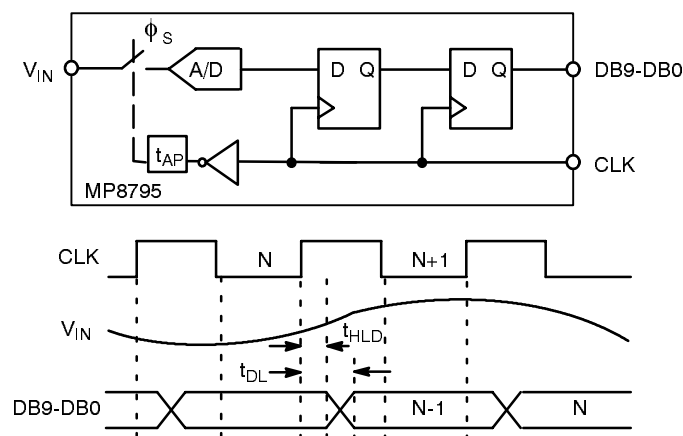 ϕS
VIN
A/D
D Q
D Q
DB9-DB0
tAP
CLK
MP8795
CLK
N
N+1
VIN
tHLD
tDL
DB9-DB0
N-1
N